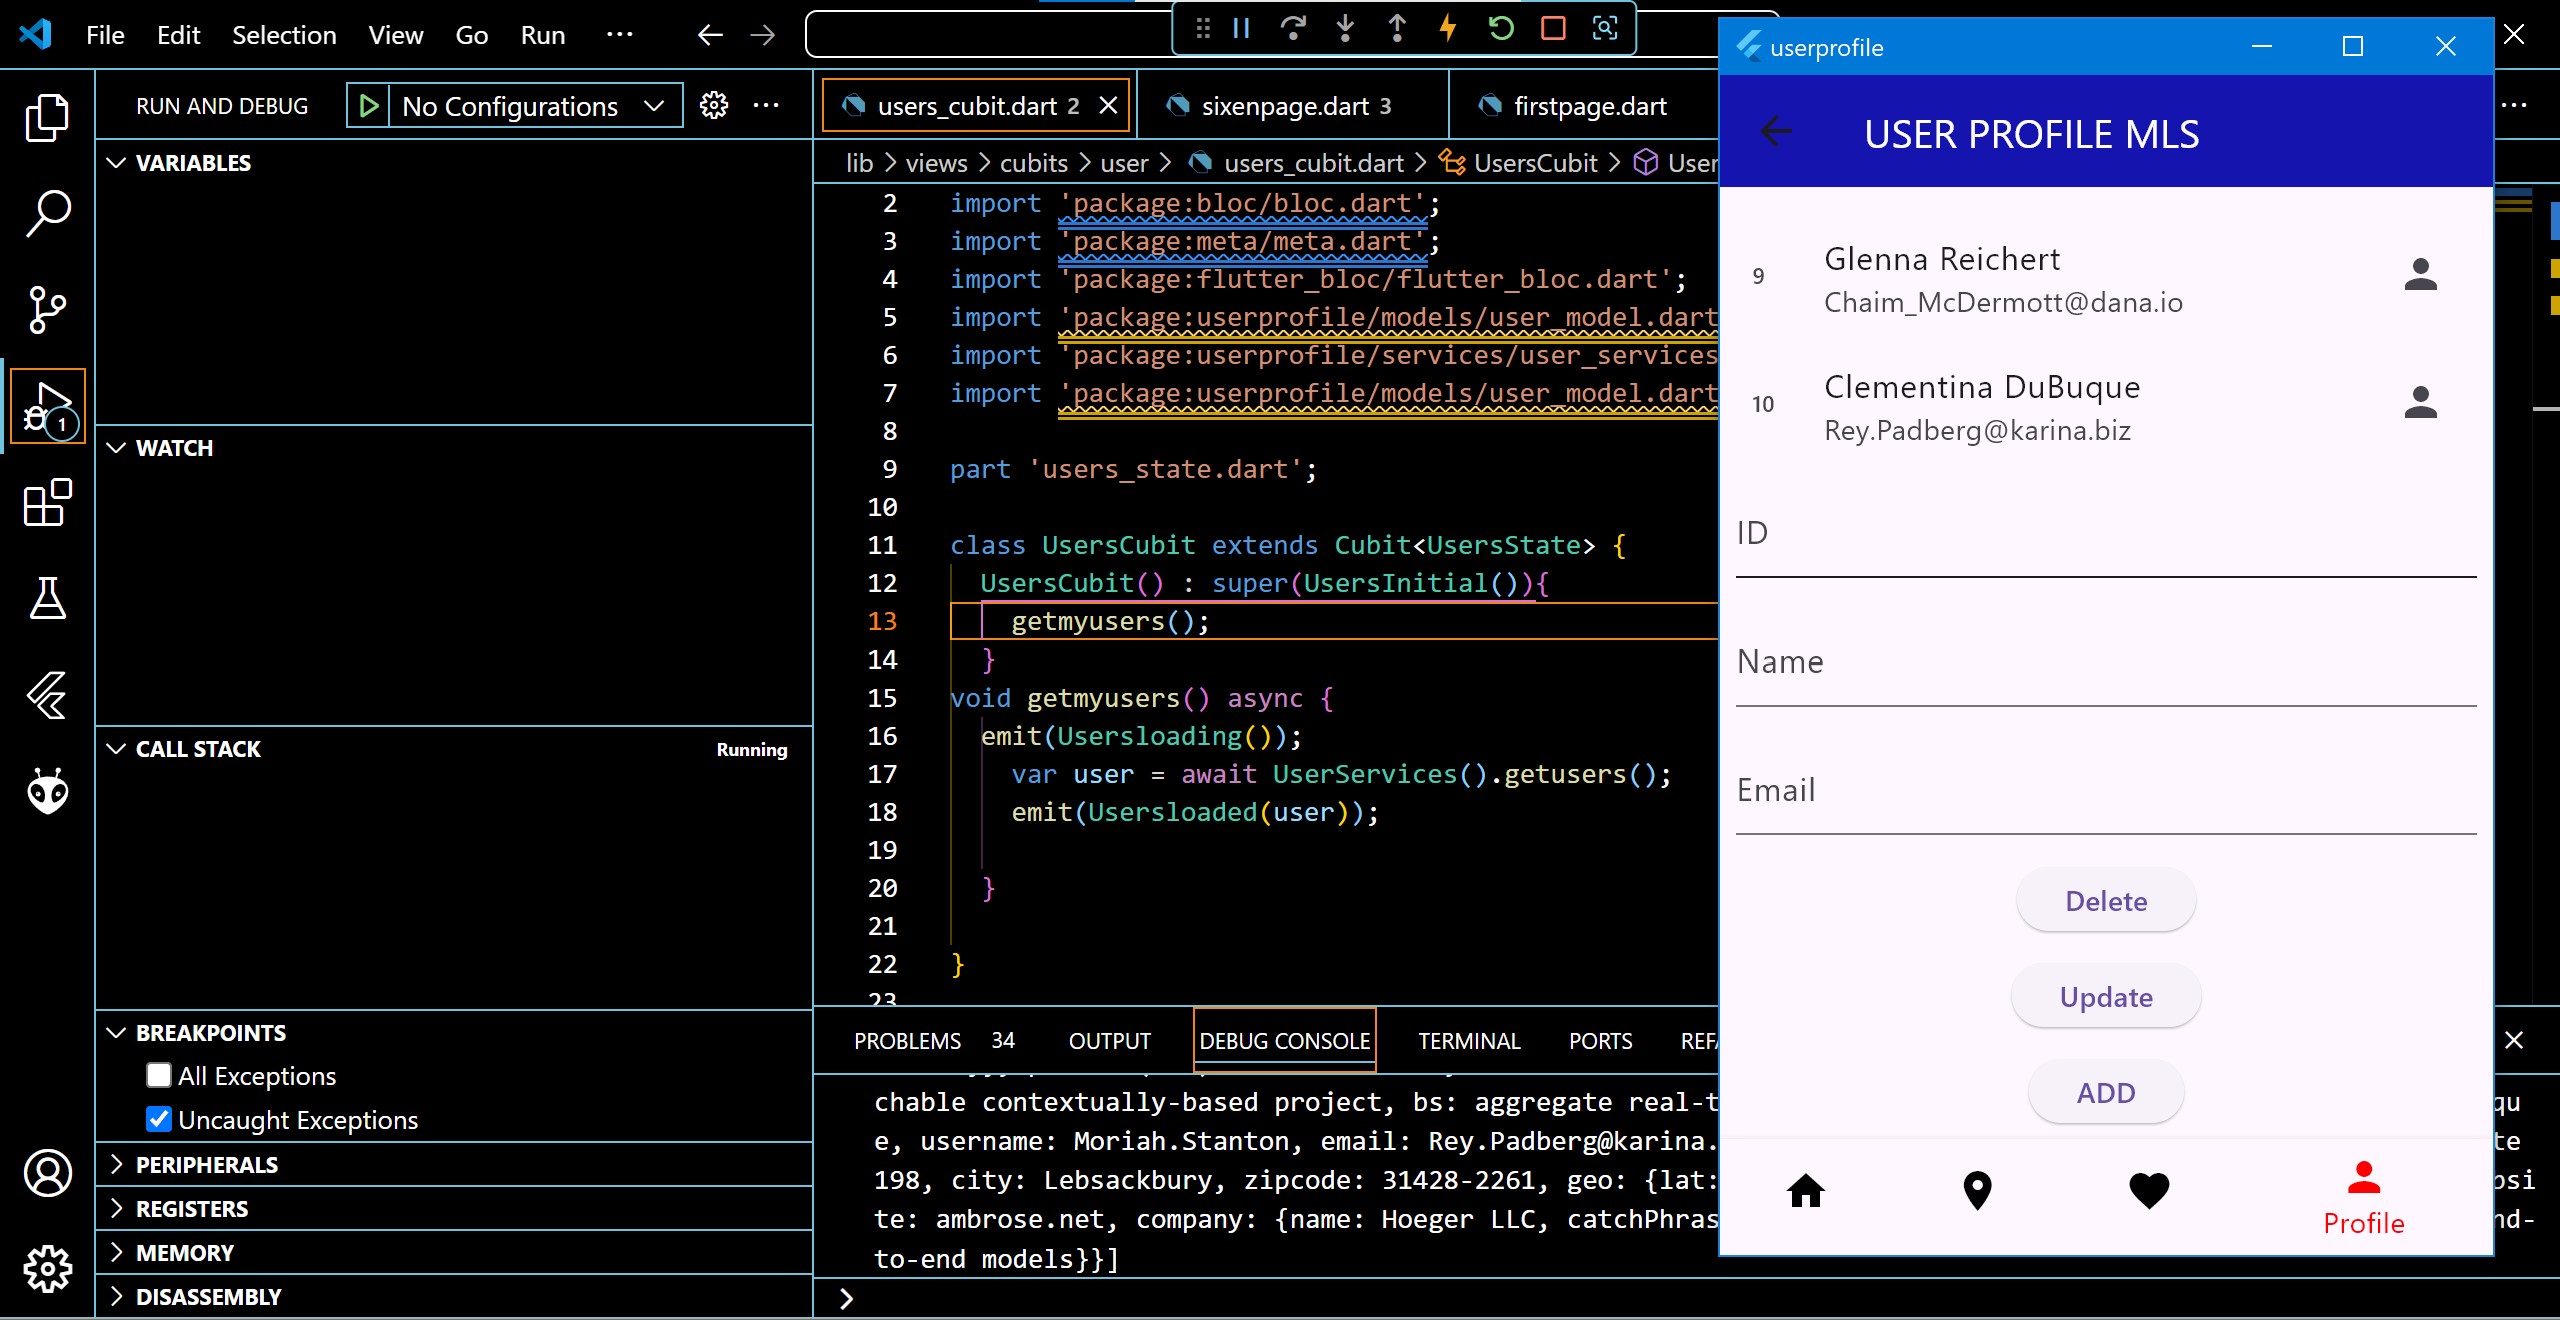 File Edit Selection View Go Run ···
RUN AND DEBUG No Configurations ···
VARIABLES
WATCH
CALL STACK Running
BREAKPOINTS
All Exceptions
Uncaught Exceptions
PERIPHERALS
REGISTERS
MEMORY
DISASSEMBLY
1
users_cubit.dart 2
sixenpage.dart 3
firstpage.dart
lib > views > cubits > user > users_cubit.dart > UsersCubit >
2 import 'package:bloc/bloc.dart';
3 import 'package:meta/meta.dart';
4 import 'package:flutter_bloc/flutter_bloc.dart';
5 import 'package:userprofile/models/user_model.dart
6 import 'package:userprofile/services/user_services
7 import 'package:userprofile/models/user_model.dart
8
9 part 'users_state.dart';
10
11 class UsersCubit extends Cubit<UsersState> {
12 UsersCubit() : super(UsersInitial()){
13 getmyusers();
14 }
15 void getmyusers() async {
16 emit(Usersloading());
17 var user = await UserServices().getusers();
18 emit(Usersloaded(user));
19
20 }
21
22 }
23
PROBLEMS 34 OUTPUT DEBUG CONSOLE TERMINAL PORTS
chable contextually-based project, bs: aggregate real-t
e, username: Moriah.Stanton, email: Rey.Padberg@karina.
198, city: Lebsackbury, zipcode: 31428-2261, geo: {lat:
te: ambrose.net, company: {name: Hoeger LLC, catchPhras
to-end models}}]
>
userprofile
USER PROFILE MLS
9 Glenna Reichert
Chaim_McDermott@dana.io
10 Clementina DuBuque
Rey.Padberg@karina.biz
ID
Name
Email
Delete
Update
ADD
Profile